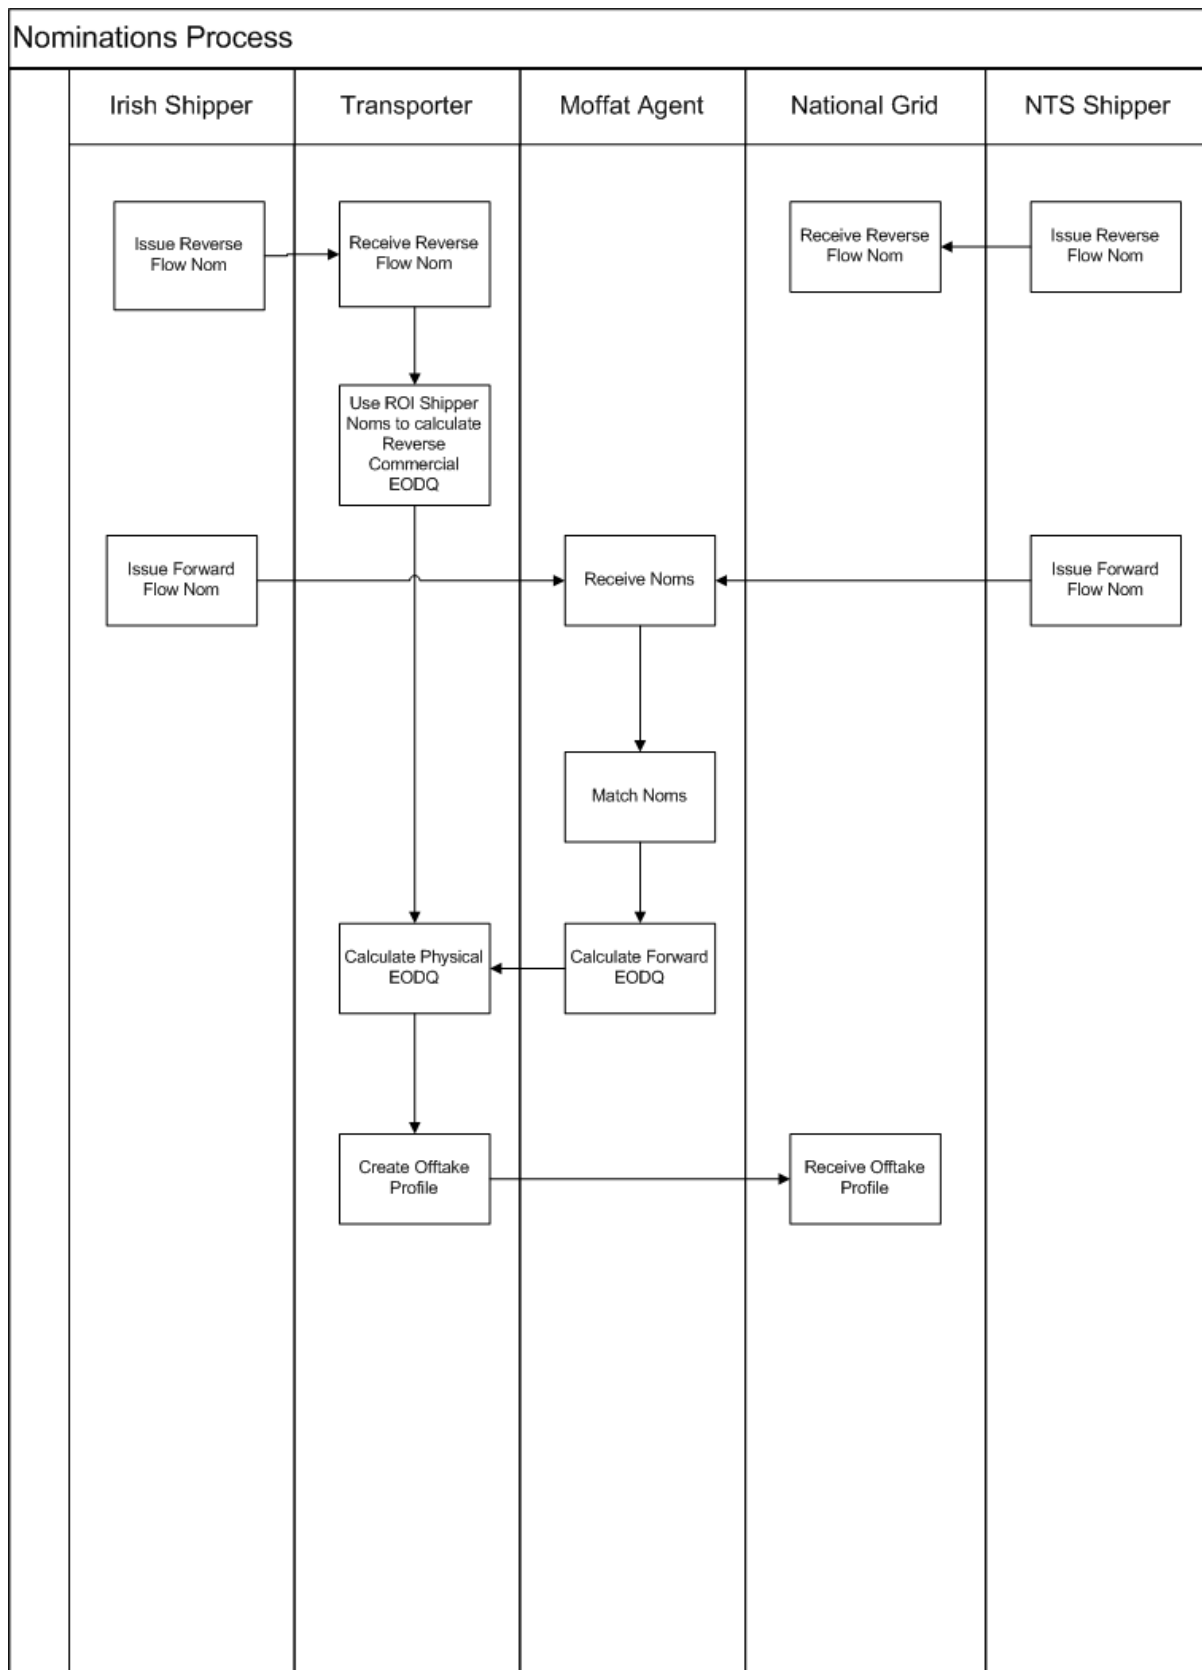 Nominations Process
Irish Shipper
Transporter
Moffat Agent
National Grid
NTS Shipper
Issue Reverse
Flow Nom
Receive Reverse
Flow Nom
Receive Reverse
Flow Nom
Issue Reverse
Flow Nom
Use ROI Shipper
Noms to calculate
Reverse
Commercial
EODQ
Issue Forward
Flow Nom
Receive Noms
Issue Forward
Flow Nom
Match Noms
Calculate Physical
EODQ
Calculate Forward
EODQ
Create Offtake
Profile
Receive Offtake
Profile